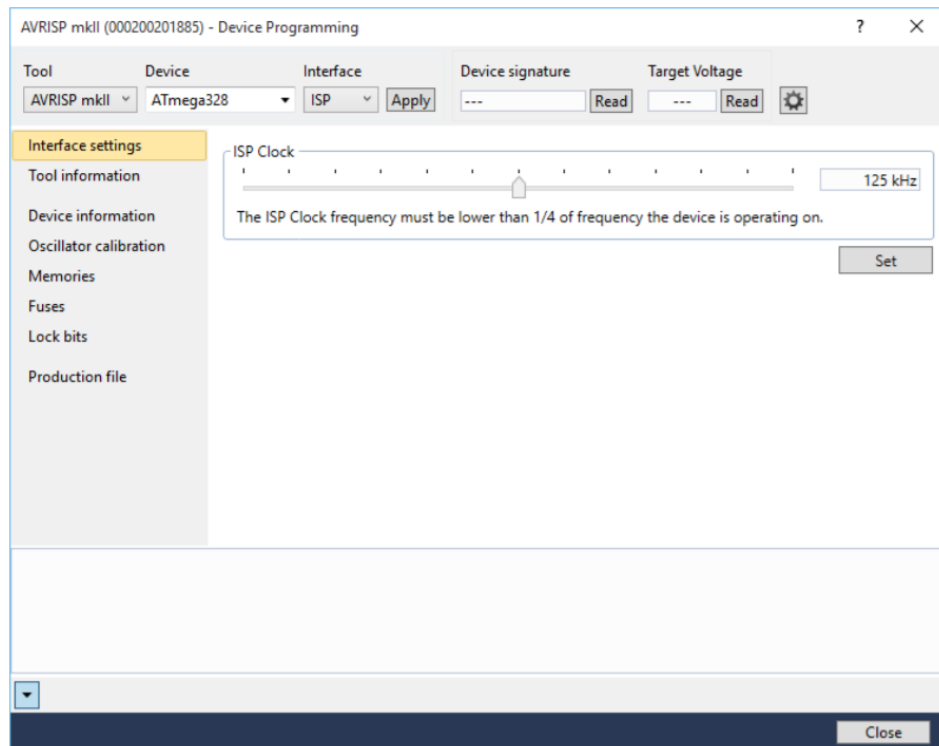 AVRISP mkII (000200201885) - Device Programming ? ✕
Tool Device Interface Device signature Target Voltage
AVRISP mkII ATmega328 ISP Apply --- Read --- Read
Interface settings
Tool information
Device information
Oscillator calibration
Memories
Fuses
Lock bits
Production file
ISP Clock
125 kHz
The ISP Clock frequency must be lower than 1/4 of frequency the device is operating on.
Set
Close